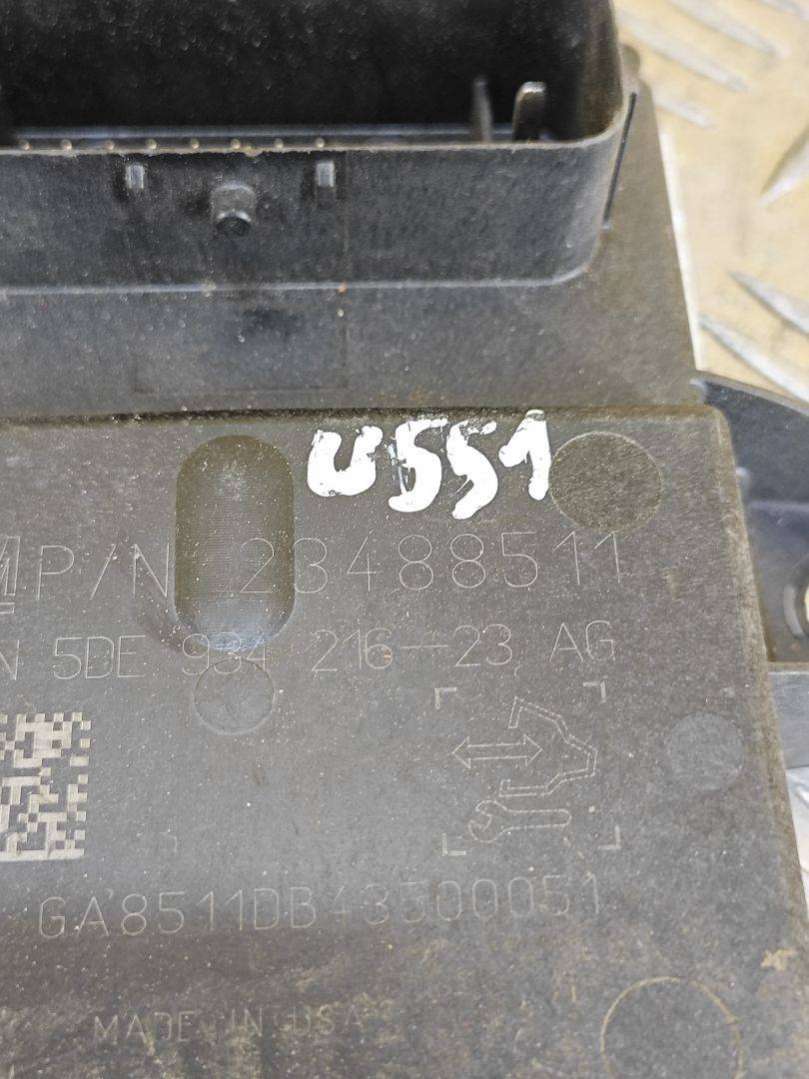 U551
P/N 23488511
N 5DE 934 216-23 AG
GA8511DB43300051
MADE IN USA